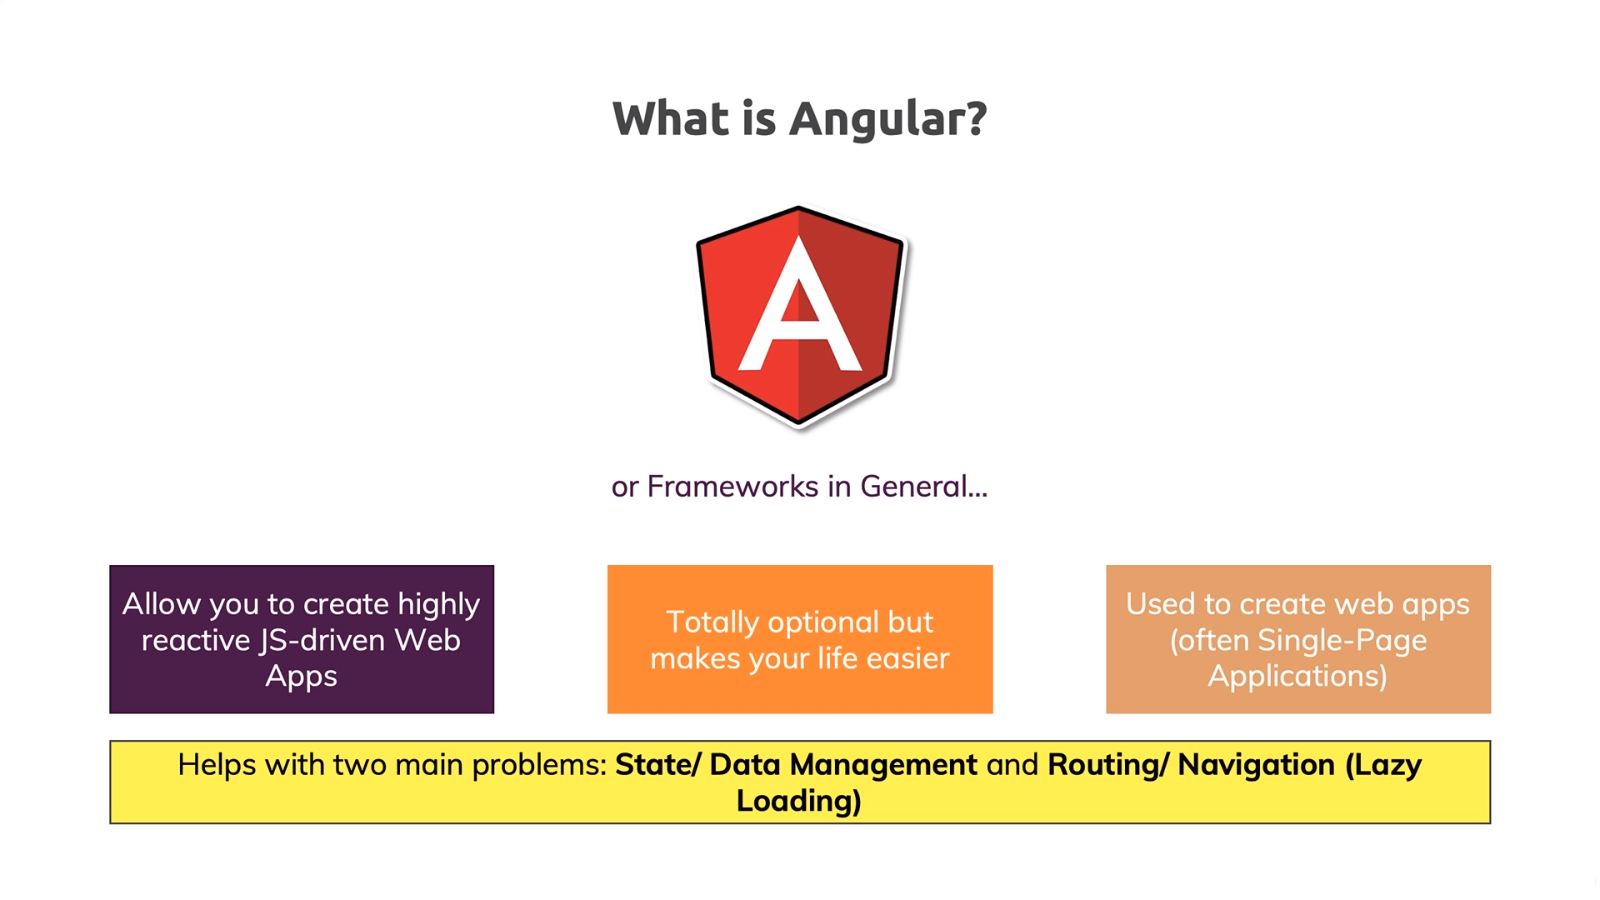 What is Angular?
A
or Frameworks in General...
Allow you to create highly
reactive JS-driven Web
Apps
Totally optional but
makes your life easier
Used to create web apps
(often Single-Page
Applications)
Helps with two main problems: State/ Data Management and Routing/ Navigation (Lazy
Loading)